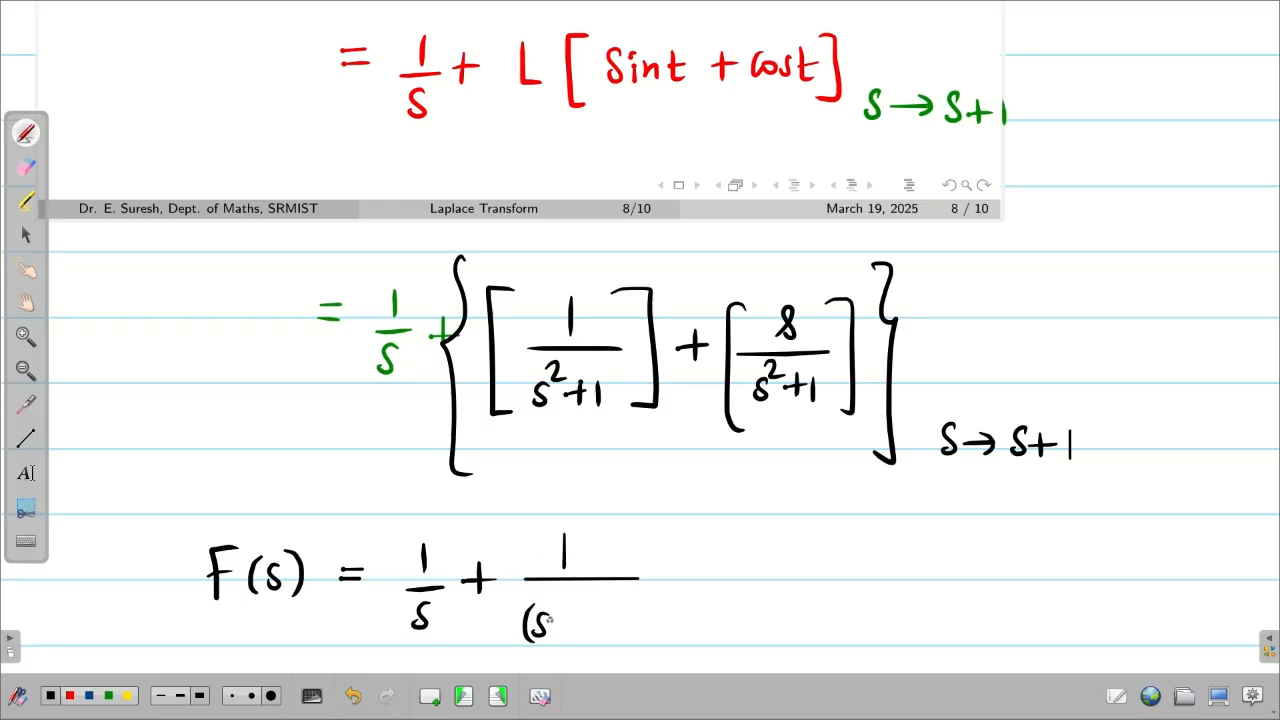 = 1/s + L [ Sint + cost ] s → s+1
Dr. E. Suresh, Dept. of Maths, SRMIST Laplace Transform 8/10 March 19, 2025 8 / 10
= 1/s + { [ 1/(s²+1) ] + [ s/(s²+1) ] } s → s+1
F(s) = 1/s + 1/(s
AI